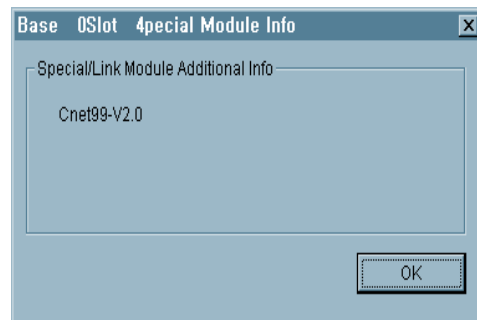 Base 0Slot 4pecial Module Info
Special/Link Module Additional Info
Cnet99-V2.0
OK